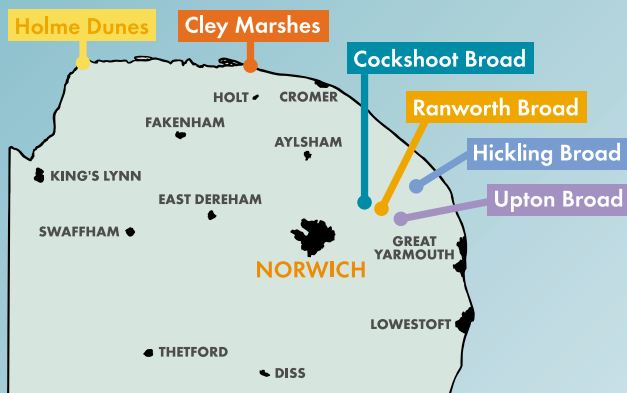 Holme Dunes
Cley Marshes
Cockshoot Broad
HOLT
CROMER
Ranworth Broad
FAKENHAM
AYLSHAM
Hickling Broad
KING'S LYNN
EAST DEREHAM
Upton Broad
SWAFFHAM
GREAT
YARMOUTH
NORWICH
LOWESTOFT
THETFORD
DISS